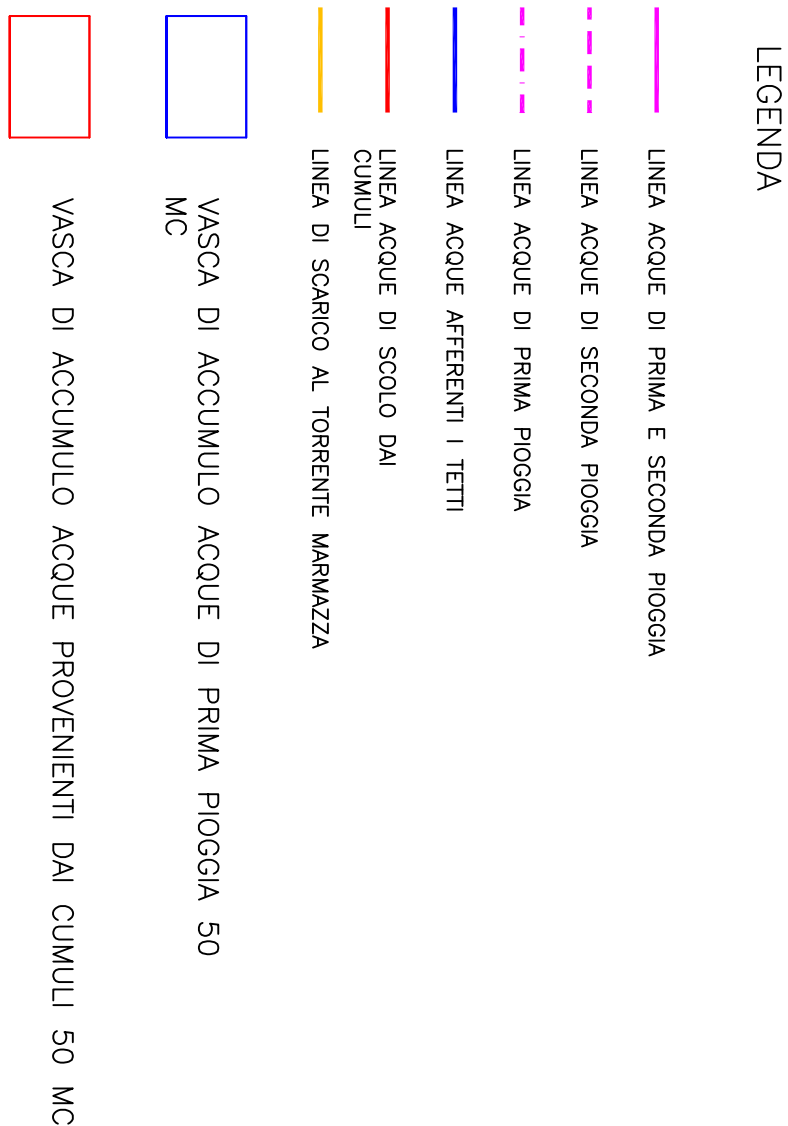 LEGENDA
LINEA ACQUE DI PRIMA E SECONDA PIOGGIA
LINEA ACQUE DI SECONDA PIOGGIA
LINEA ACQUE DI PRIMA PIOGGIA
LINEA ACQUE AFFERENTI I TETTI
LINEA ACQUE DI SCOLO DAI
CUMULI
LINEA DI SCARICO AL TORRENTE MARMAZZA
VASCA DI ACCUMULO ACQUE DI PRIMA PIOGGIA 50
MC
VASCA DI ACCUMULO ACQUE PROVENIENTI DAI CUMULI 50 MC